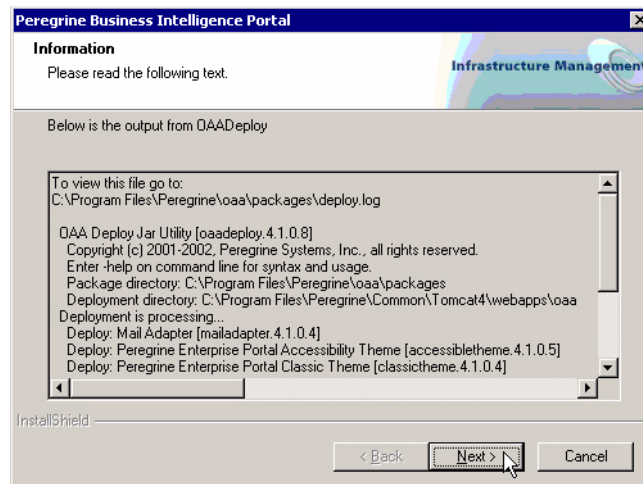 Peregrine Business Intelligence Portal
Information
Please read the following text.
Infrastructure Management
Below is the output from OAADeploy
To view this file go to:
C:\Program Files\Peregrine\oaa\packages\deploy.log
OAA Deploy Jar Utility [oaadeploy.4.1.0.8]
Copyright (c) 2001-2002, Peregrine Systems, Inc., all rights reserved.
Enter -help on command line for syntax and usage.
Package directory: C:\Program Files\Peregrine\oaa\packages
Deployment directory: C:\Program Files\Peregrine\Common\Tomcat4\webapps\oaa
Deployment is processing...
Deploy: Mail Adapter [mailadapter.4.1.0.4]
Deploy: Peregrine Enterprise Portal Accessibility Theme [accessibletheme.4.1.0.5]
Deploy: Peregrine Enterprise Portal Classic Theme [classictheme.4.1.0.4]
InstallShield
< Back Next > Cancel